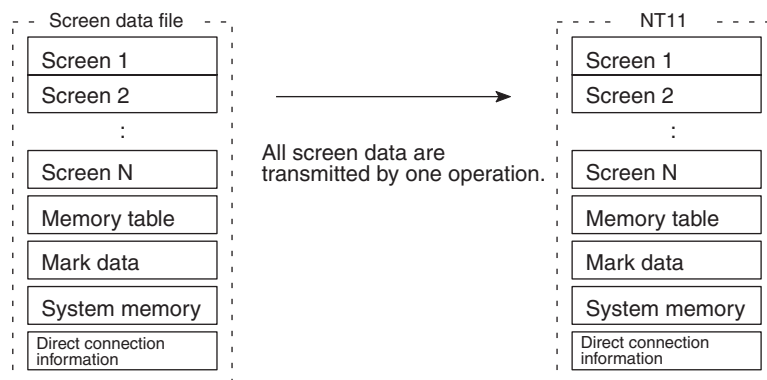 Screen data file
Screen 1
Screen 2
:
Screen N
Memory table
Mark data
System memory
Direct connection
information
All screen data are
transmitted by one operation.
NT11
Screen 1
Screen 2
:
Screen N
Memory table
Mark data
System memory
Direct connection
information